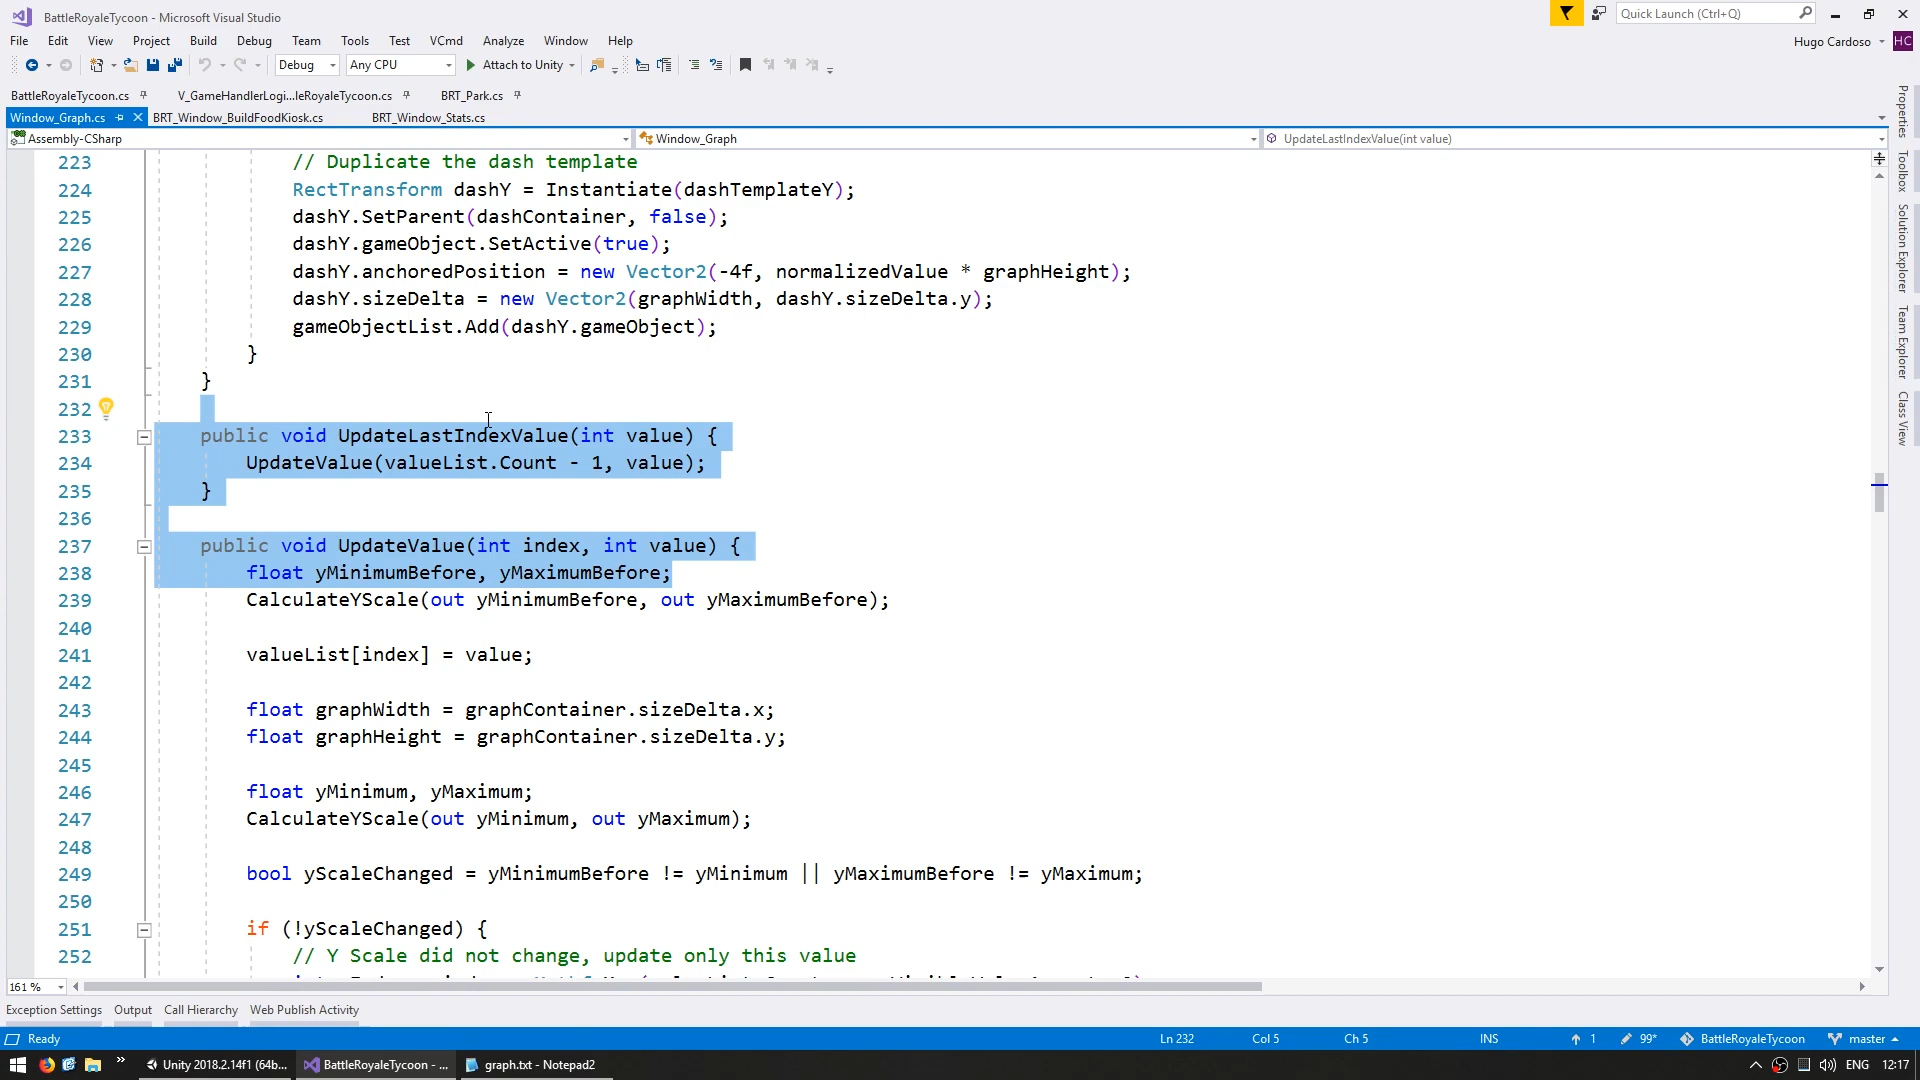 BattleRoyaleTycoon - Microsoft Visual Studio
Quick Launch (Ctrl+Q)
File Edit View Project Build Debug Team Tools Test VCmd Analyze Window Help
Hugo Cardoso HC
Debug Any CPU Attach to Unity
BattleRoyaleTycoon.cs V_GameHandlerLogi...leRoyaleTycoon.cs BRT_Park.cs
Window_Graph.cs BRT_Window_BuildFoodKiosk.cs BRT_Window_Stats.cs
Assembly-CSharp Window_Graph UpdateLastIndexValue(int value)
223 // Duplicate the dash template
224 RectTransform dashY = Instantiate(dashTemplateY);
225 dashY.SetParent(dashContainer, false);
226 dashY.gameObject.SetActive(true);
227 dashY.anchoredPosition = new Vector2(-4f, normalizedValue * graphHeight);
228 dashY.sizeDelta = new Vector2(graphWidth, dashY.sizeDelta.y);
229 gameObjectList.Add(dashY.gameObject);
230 }
231 }
232
233 public void UpdateLastIndexValue(int value) {
234 UpdateValue(valueList.Count - 1, value);
235 }
236
237 public void UpdateValue(int index, int value) {
238 float yMinimumBefore, yMaximumBefore;
239 CalculateYScale(out yMinimumBefore, out yMaximumBefore);
240
241 valueList[index] = value;
242
243 float graphWidth = graphContainer.sizeDelta.x;
244 float graphHeight = graphContainer.sizeDelta.y;
245
246 float yMinimum, yMaximum;
247 CalculateYScale(out yMinimum, out yMaximum);
248
249 bool yScaleChanged = yMinimumBefore != yMinimum || yMaximumBefore != yMaximum;
250
251 if (!yScaleChanged) {
252 // Y Scale did not change, update only this value
Properties
Toolbox
Solution Explorer
Team Explorer
Class View
161 %
Exception Settings Output Call Hierarchy Web Publish Activity
Ready Ln 232 Col 5 Ch 5 INS 1 99* BattleRoyaleTycoon master
Unity 2018.2.14f1 (64b... BattleRoyaleTycoon - ... graph.txt - Notepad2 ENG 12:17